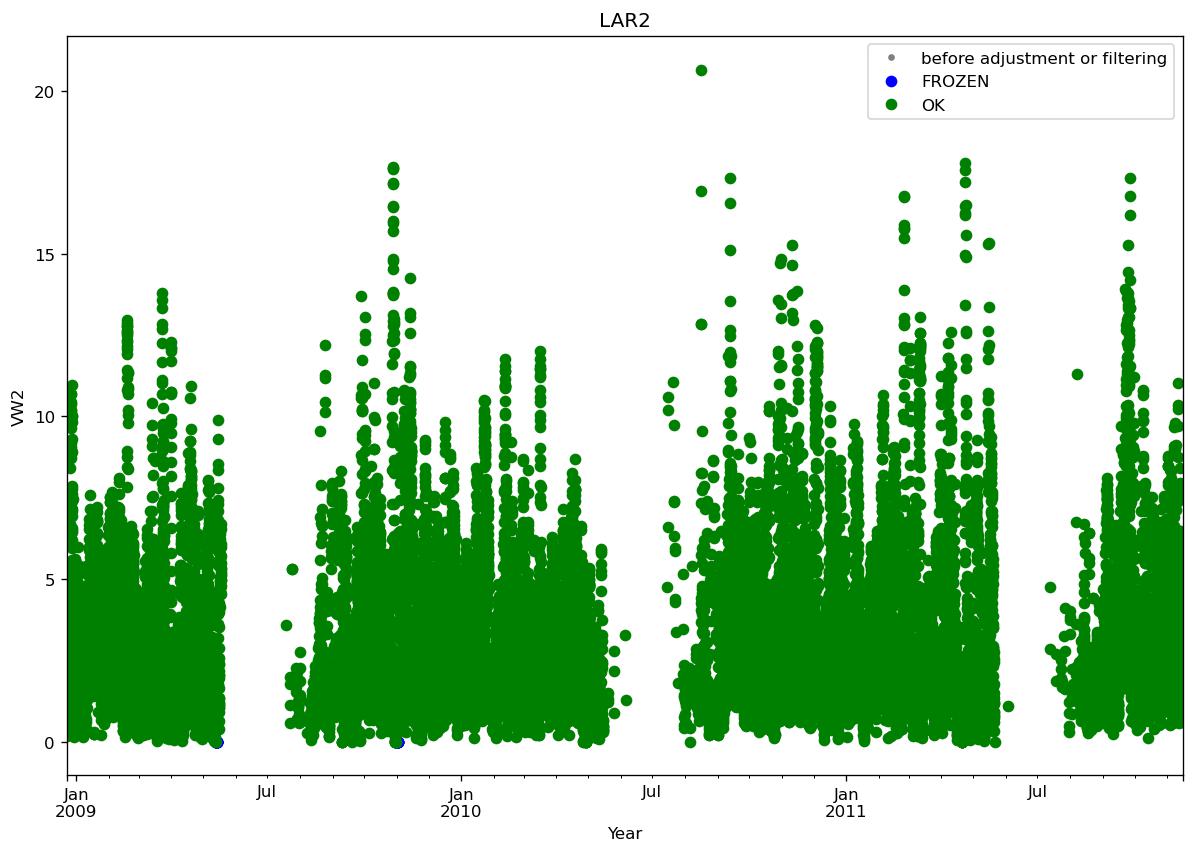 LAR2
before adjustment or filtering
FROZEN
OK
20
15
10
5
0
VW2
Jan Jul Jan Jul Jan Jul
2009 2010 2011
Year